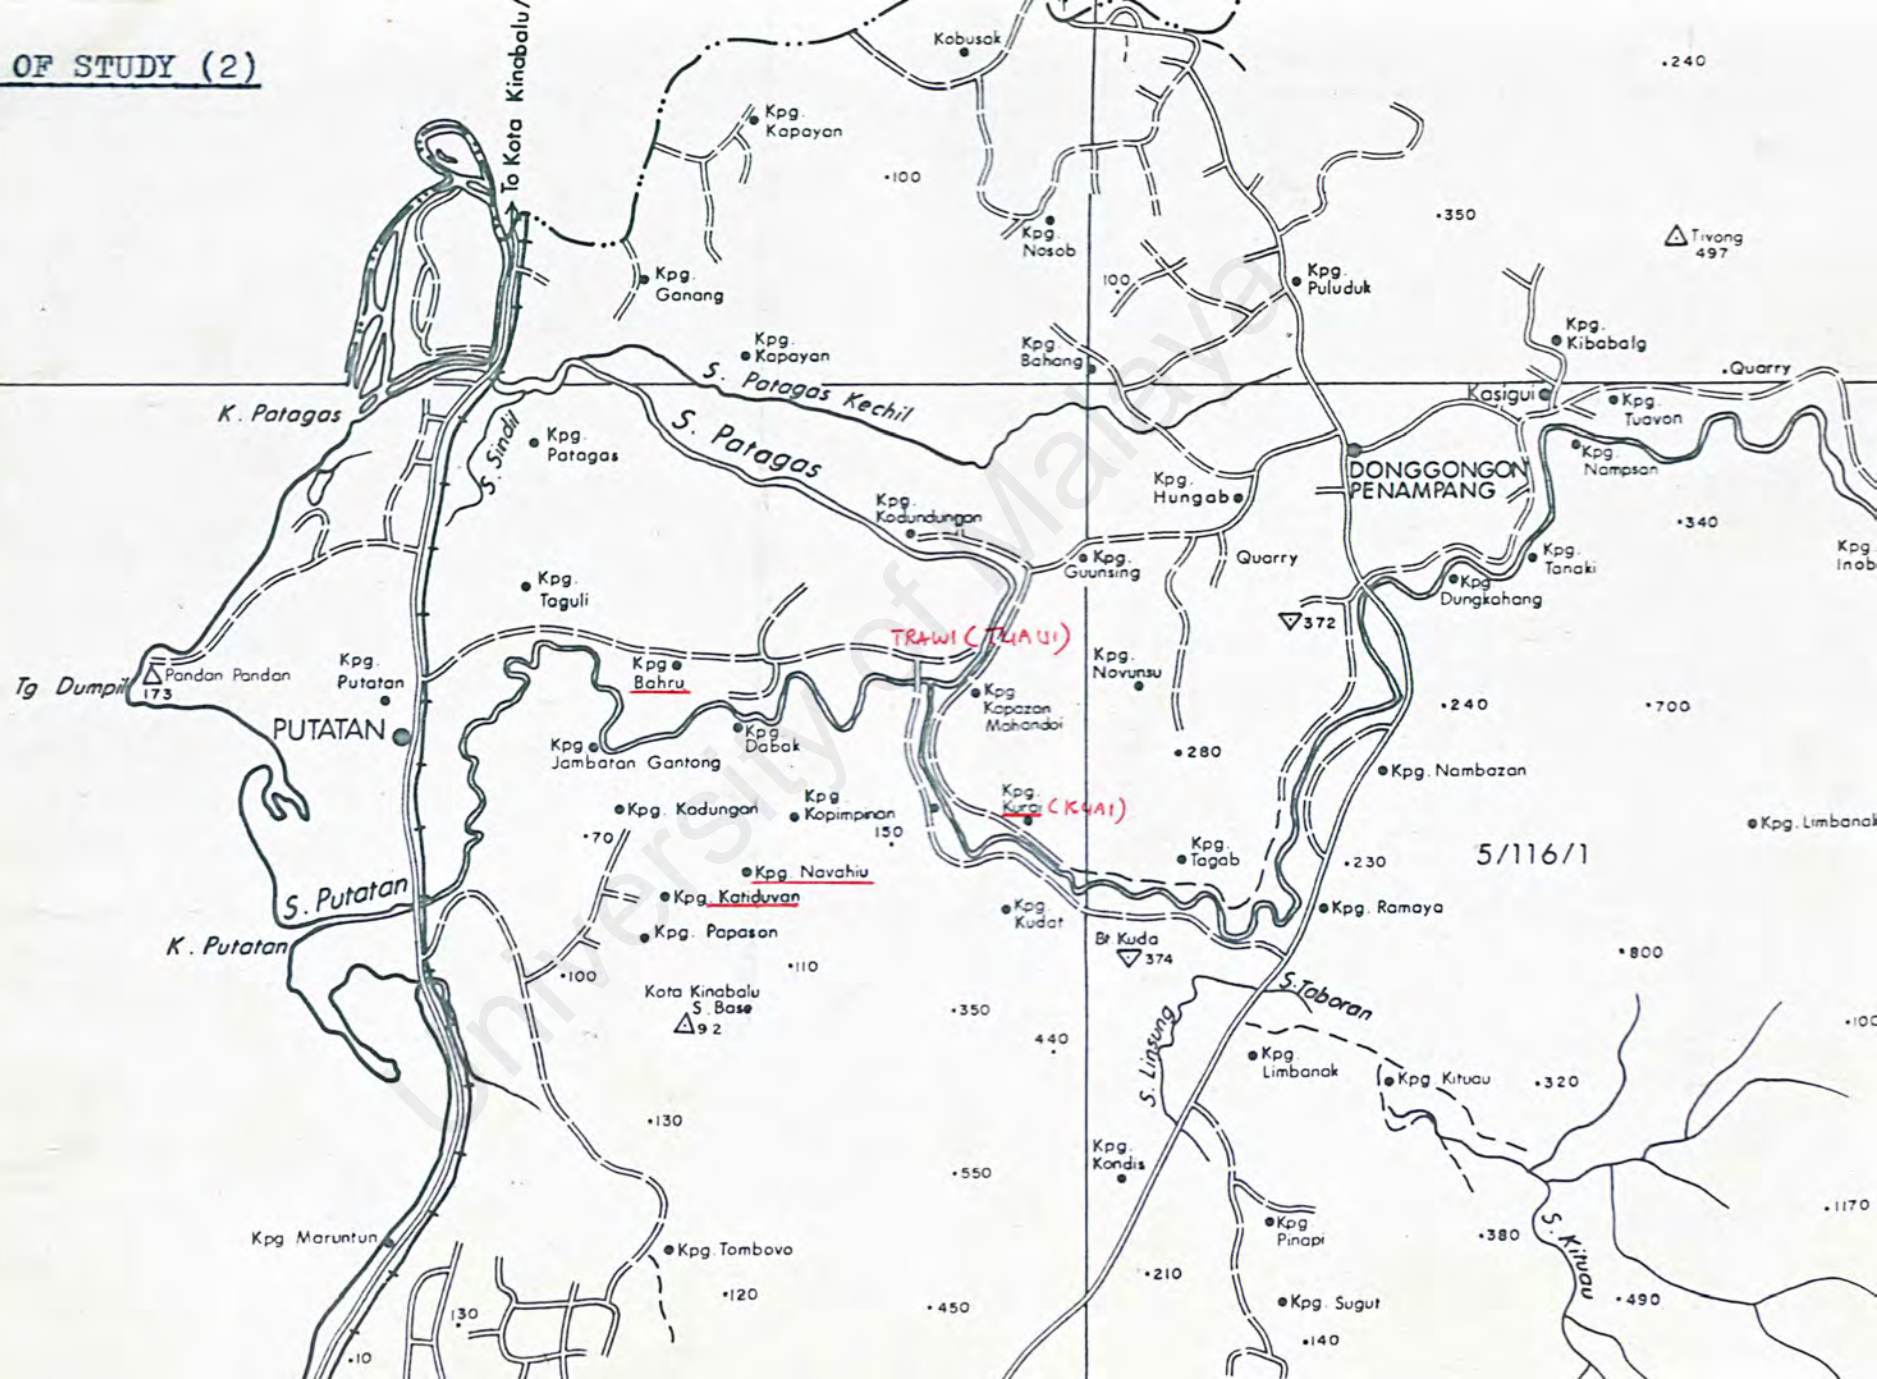 OF STUDY (2)
To Kota Kinabalu/
Kobusak
.240
Kpg.
Kapayan
.100
Kpg.
Nosob
.350
Tivong
497
Kpg.
Ganang
100
Kpg.
Puluduk
Kpg.
Kapayan
Kpg.
Bahang
Kpg.
Kibabalg
.Quarry
K. Patagas
S. Patagas Kechil
Kasigui
Kpg.
Tuavon
S. Sindil
Kpg.
Patagas
S. Patagas
Kpg.
Nampsan
DONGGONGON
PENAMPANG
Kpg.
Hungab
Kpg.
Kodundungan
.340
Kpg.
Guunsing
Quarry
Kpg.
Tanaki
Kpg.
Inob
Kpg.
Taguli
Kpg
Dungkahang
372
TRAWI (TUAUI)
Tg Dumpil
Pandan Pandan
173
Kpg.
Putatan
Kpg
Bahru
Kpg.
Novunsu
Kpg
Kapazan
Mahandoi
.240
.700
PUTATAN
Kpg
Dabak
Kpg
Jambatan Gantong
.280
Kpg. Nambazan
Kpg. Kadungan
Kpg
Kopimpinan
Kpg.
Kurai (KUAI)
.70
150
Kpg. Limbanak
Kpg.
Tagab
.230
5/116/1
Kpg. Navahiu
Kpg. Katiduvan
S. Putatan
Kpg.
Kudat
Kpg. Ramaya
K. Putatan
Kpg. Papason
Bt. Kuda
374
.800
.100
.110
S. Taboran
Kota Kinabalu
S. Base
92
.350
440
.100
S. Linsung
Kpg.
Limbanak
Kpg. Kituau
.320
.130
Kpg.
Kondis
.550
Kpg Maruntun
Kpg. Tombovo
Kpg.
Pinapi
.380
S. Kituau
.1170
.210
.120
.450
130
Kpg. Sugut
.490
.140
.10
University of Malaya